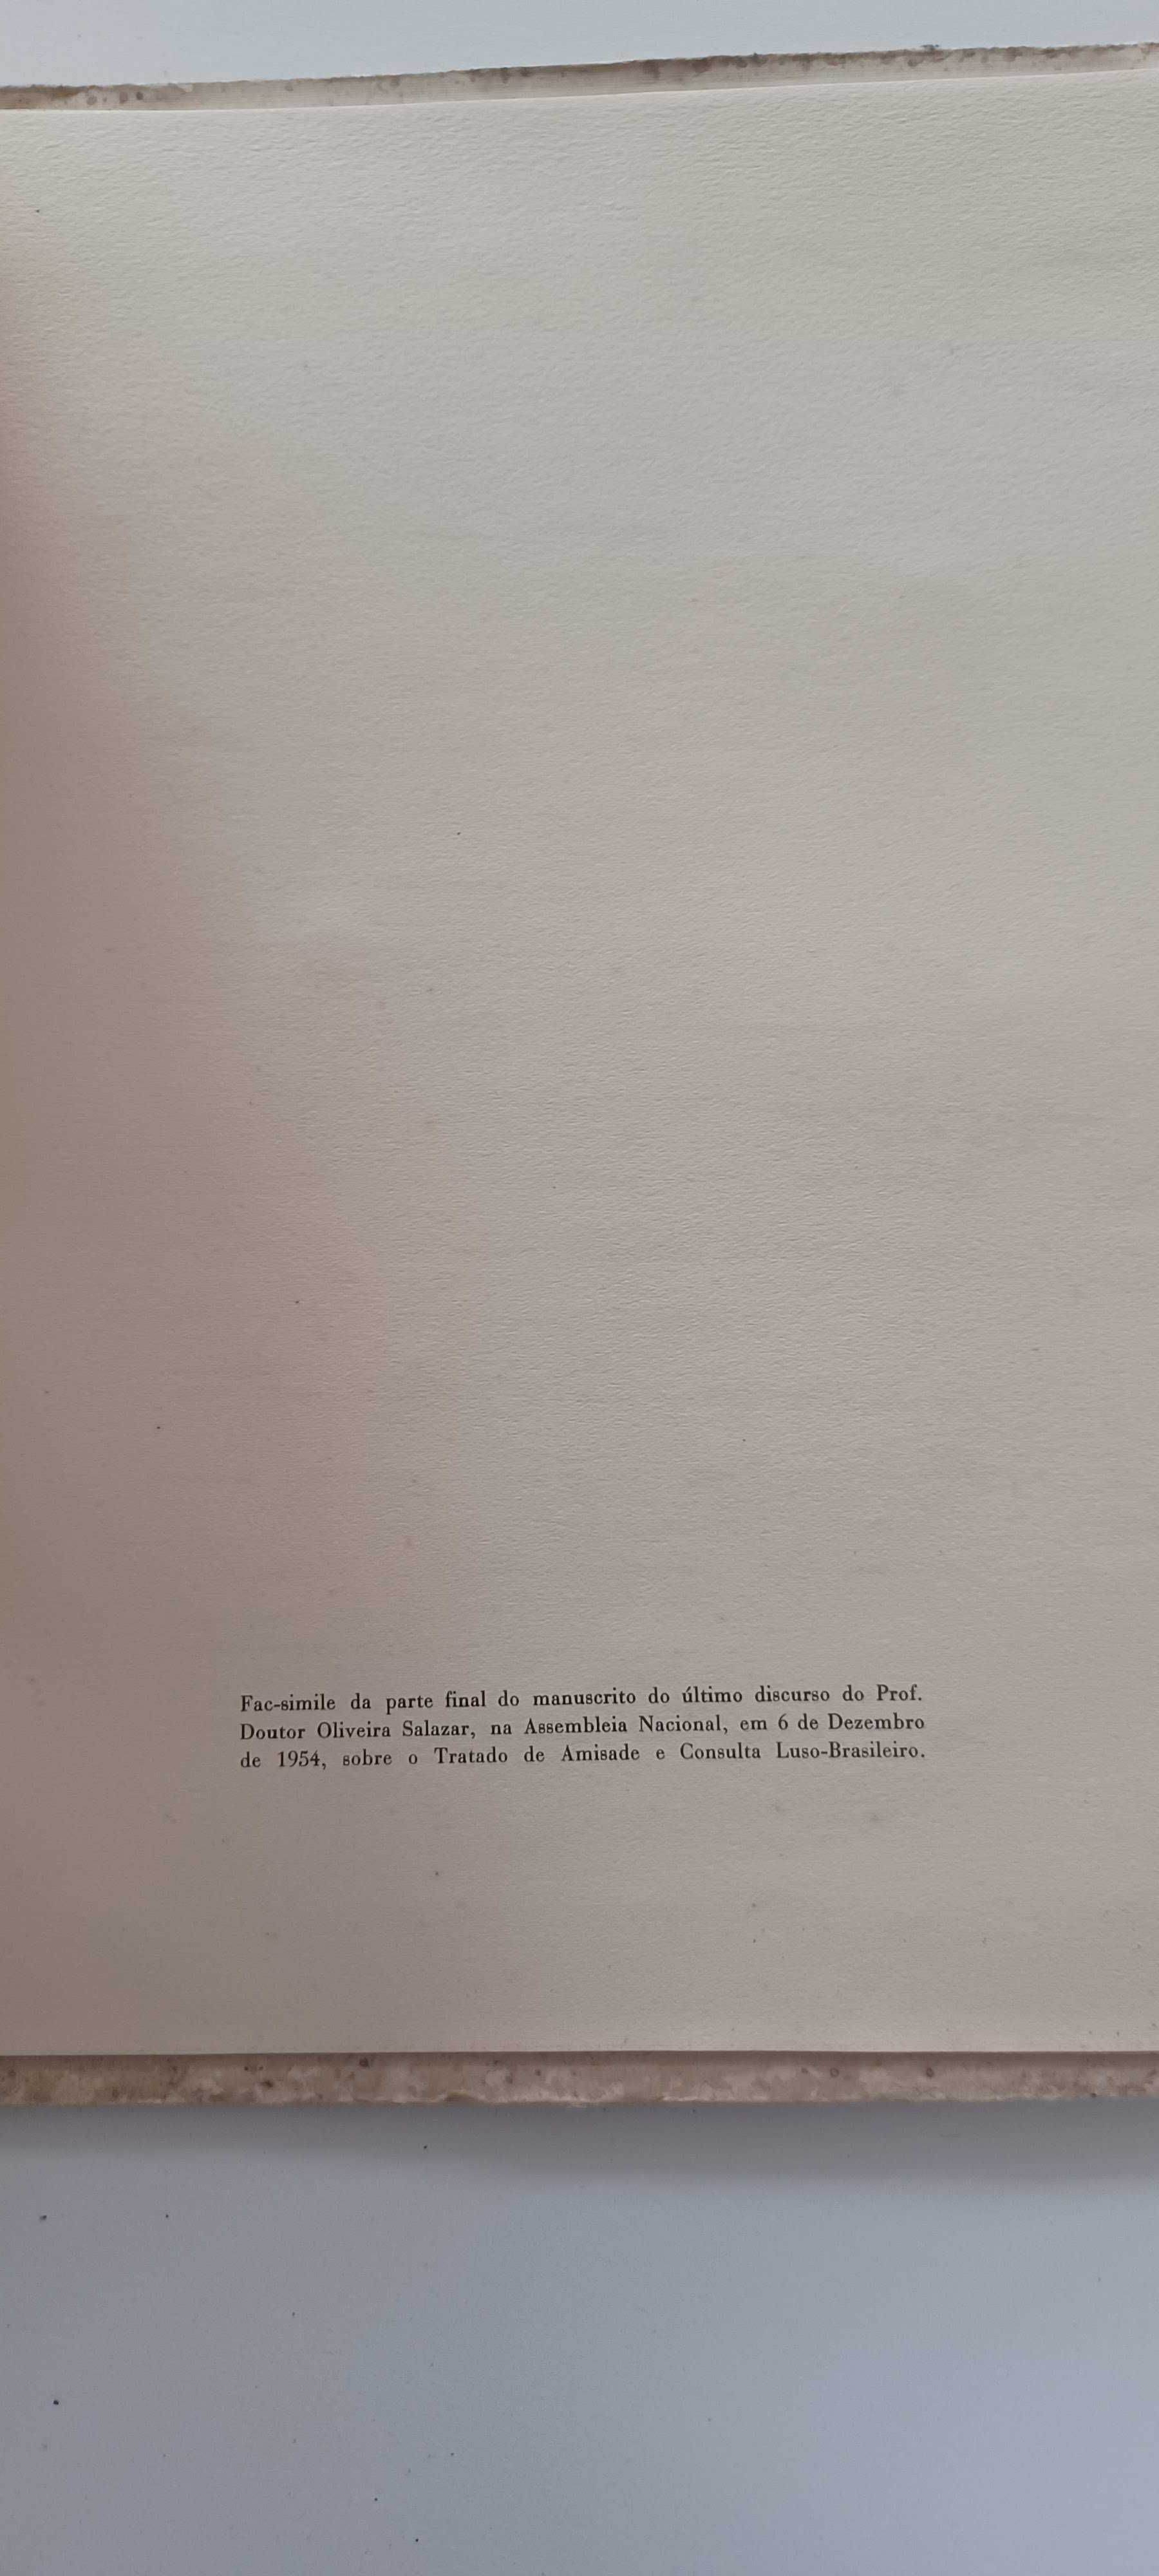 Fac-simile da parte final do manuscrito do último discurso do Prof.
Doutor Oliveira Salazar, na Assembleia Nacional, em 6 de Dezembro
de 1954, sobre o Tratado de Amisade e Consulta Luso-Brasileiro.